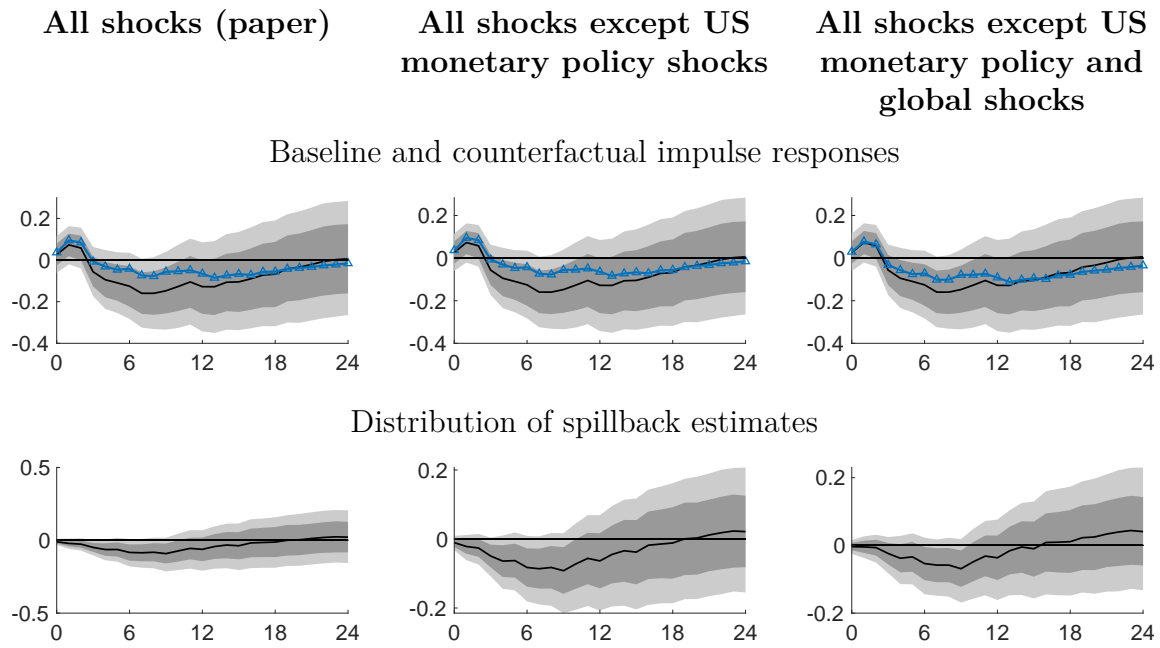 All shocks (paper)
All shocks except US
monetary policy shocks
All shocks except US
monetary policy and
global shocks
Baseline and counterfactual impulse responses
0.2
0
-0.2
-0.4
0 6 12 18 24
0.2
0
-0.2
-0.4
0 6 12 18 24
0.2
0
-0.2
-0.4
0 6 12 18 24
Distribution of spillback estimates
0.5
0
-0.5
0 6 12 18 24
0.2
0
-0.2
0 6 12 18 24
0.2
0
-0.2
0 6 12 18 24